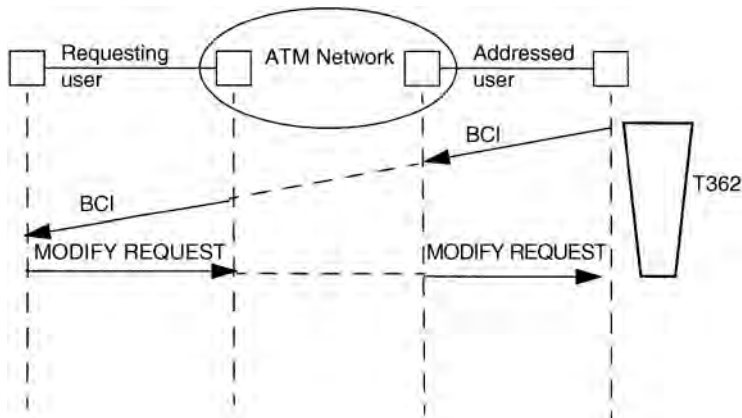 Requesting
user
ATM Network
Addressed
user
BCI
T362
BCI
MODIFY REQUEST
MODIFY REQUEST